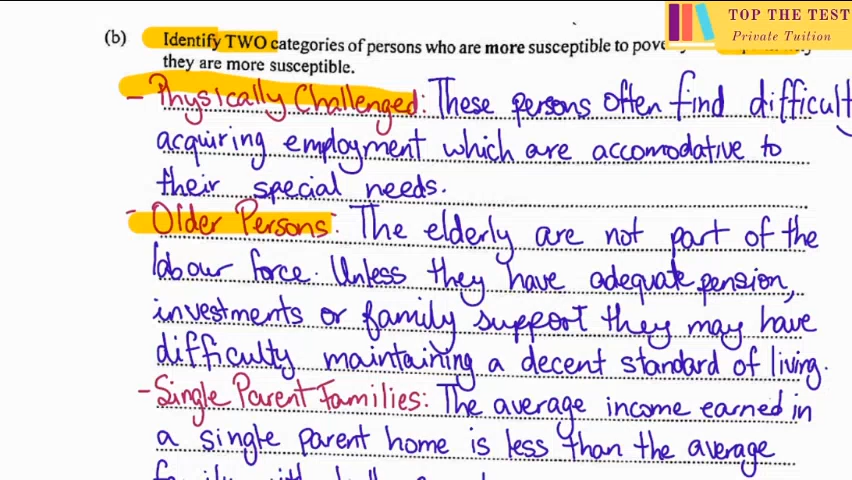 TOP THE TEST
Private Tuition
(b) Identify TWO categories of persons who are more susceptible to
they are more susceptible.
- Physically Challenged: These persons often find
acquiring employment which are accomodative to
their special needs.
- Older Persons: The elderly are not part of the
labour force. Unless they have adequate pension,
investments or family support they may have
difficulty maintaining a decent standard of living.
- Single Parent Families: The average income earned in
a single parent home is less than the average